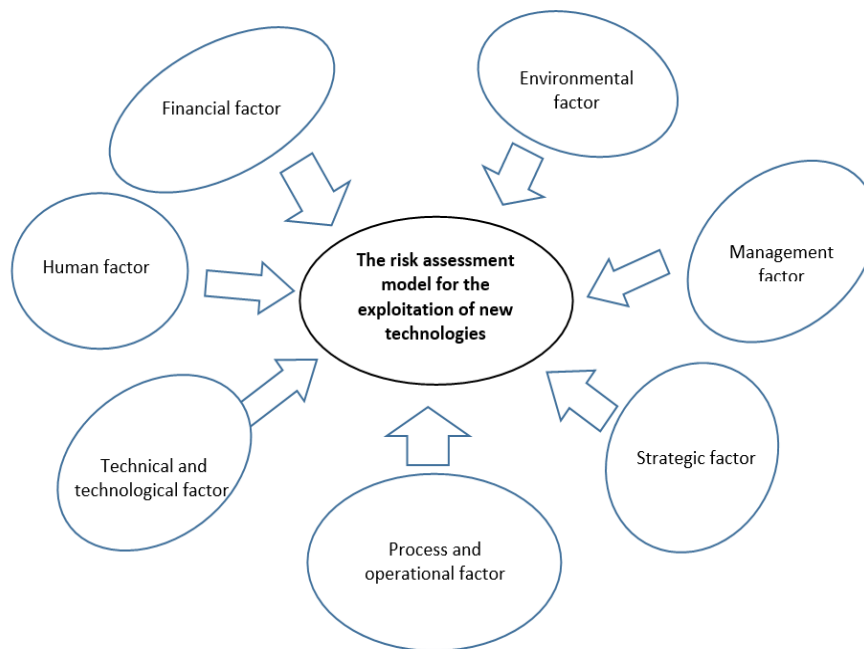 Financial factor
Environmental
factor
Human factor
The risk assessment
model for the
exploitation of new
technologies
Management
factor
Technical and
technological factor
Strategic factor
Process and
operational factor